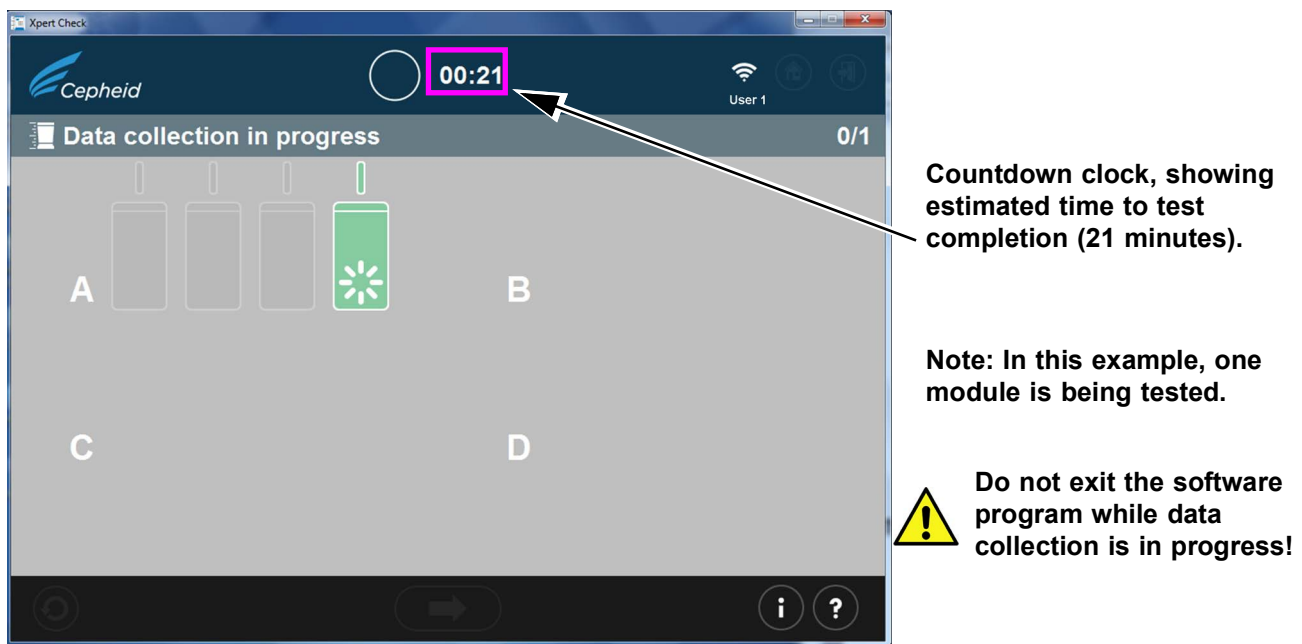 Xpert Check
Cepheid
00:21
User 1
Data collection in progress
0/1
A
B
C
D
i
?
Countdown clock, showing
estimated time to test
completion (21 minutes).
Note: In this example, one
module is being tested.
!
Do not exit the software
program while data
collection is in progress!